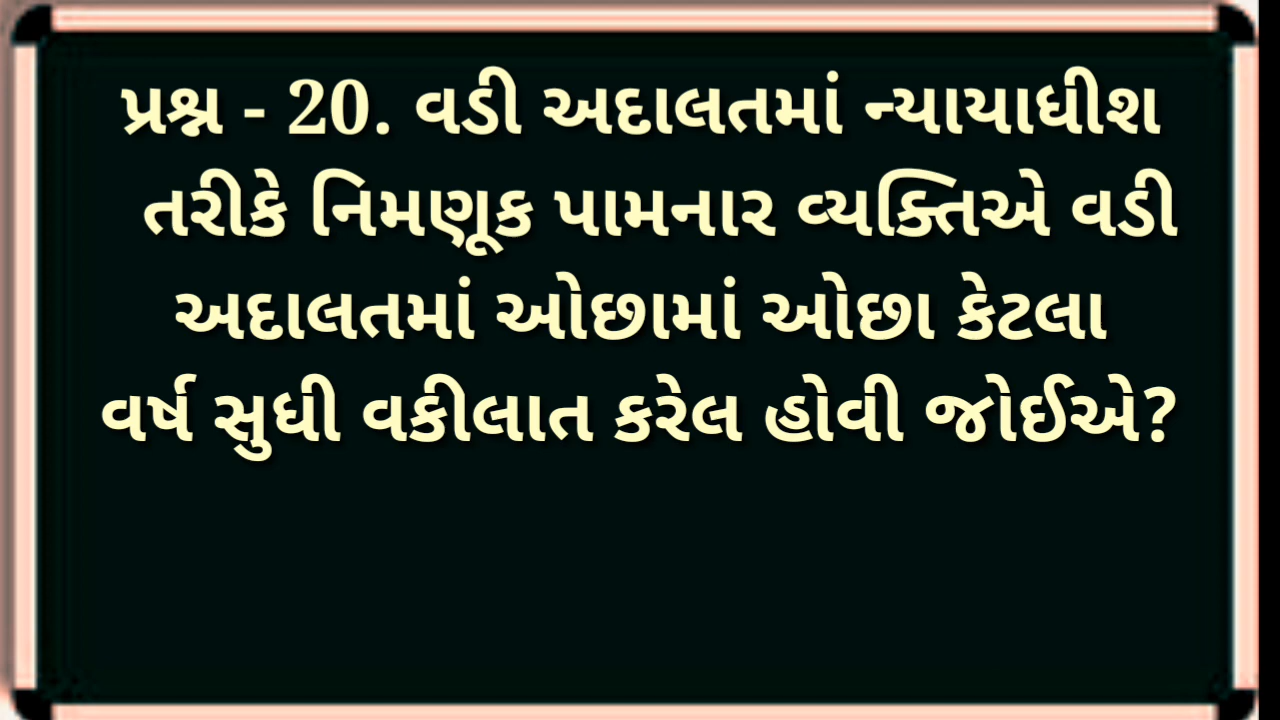 પ્રશ્ન - 20. વડી અદાલતમાં ન્યાયાધીશ
તરીકે નિમણૂક પામનાર વ્યક્તિએ વડી
અદાલતમાં ઓછામાં ઓછા કેટલા
વર્ષ સુધી વકીલાત કરેલ હોવી જોઈએ?